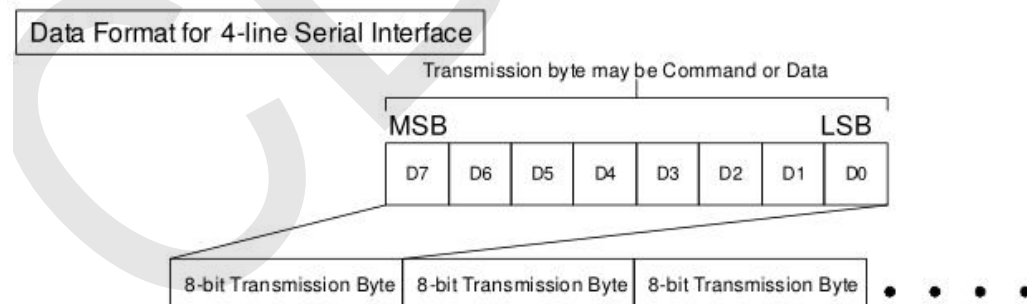 Data Format for 4-line Serial Interface
Transmission byte may be Command or Data
MSB LSB
D7 D6 D5 D4 D3 D2 D1 D0
8-bit Transmission Byte 8-bit Transmission Byte 8-bit Transmission Byte